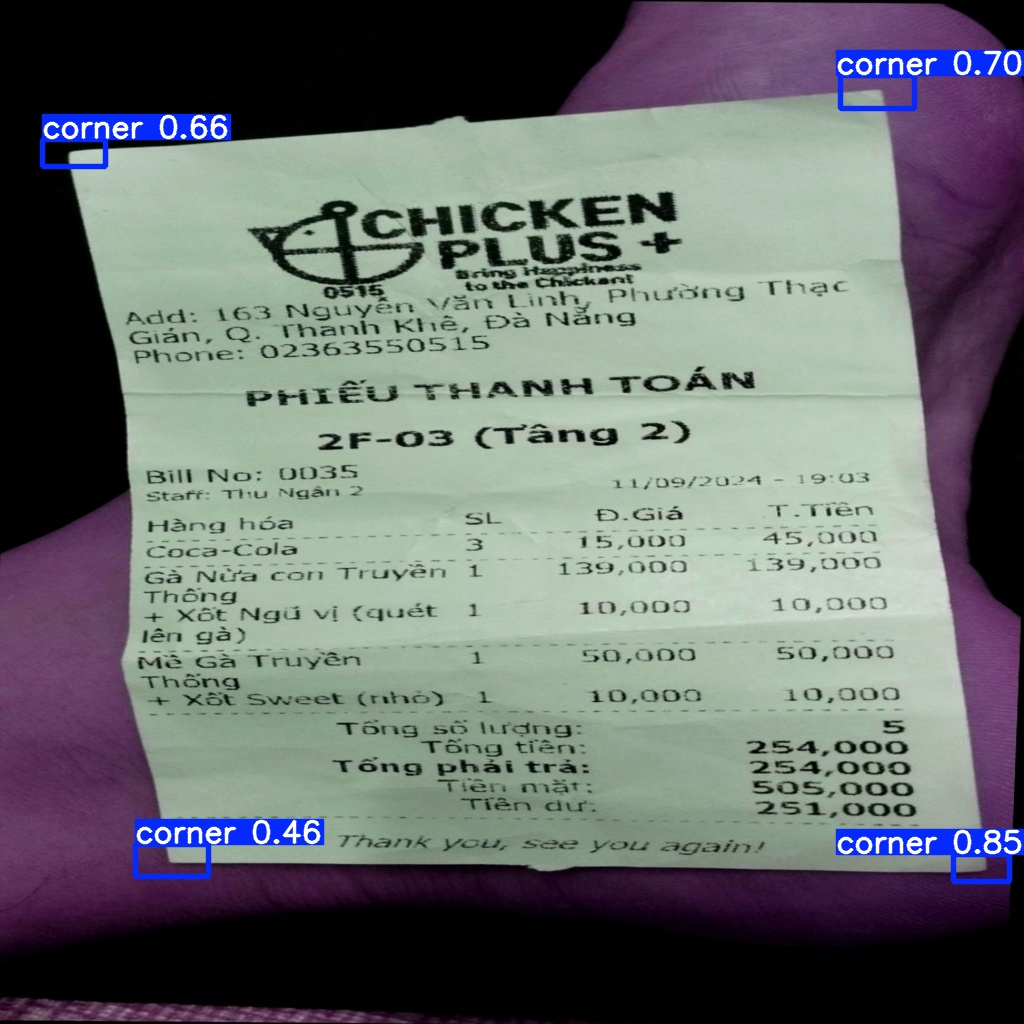 corner 0.70
corner 0.66
CHICKEN
PLUS +
Bring Happiness
to the Chickent
0515
Add: 163 Nguyễn Văn Linh, Phường Thạc
Gián, Q. Thanh Khê, Đà Nẵng
Phone: 02363550515
PHIẾU THANH TOÁN
2F-03 (Tầng 2)
Bill No: 0035
Staff: Thu Ngân 2 11/09/2024 - 19:03
Hàng hóa SL Đ.Giá T.Tiền
Coca-Cola 3 15,000 45,000
Gà Nửa con Truyền 1 139,000 139,000
Thống
+ Xốt Ngũ vị (quét 1 10,000 10,000
lên gà)
Mề Gà Truyền 1 50,000 50,000
Thống
+ Xốt Sweet (nhỏ) 1 10,000 10,000
Tổng số lượng: 5
Tổng tiền: 254,000
Tổng phải trả: 254,000
Tiền mặt: 505,000
Tiền dư: 251,000
corner 0.46
Thank you, see you again!
corner 0.85